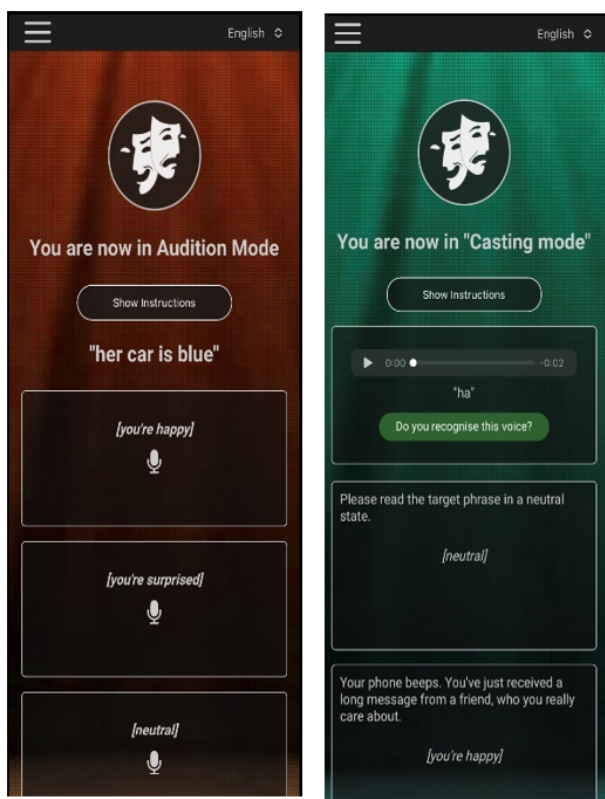 English
You are now in Audition Mode
Show Instructions
"her car is blue"
[you're happy]
[you're surprised]
[neutral]
English
You are now in "Casting mode"
Show Instructions
0:00
-0:02
"ha"
Do you recognise this voice?
Please read the target phrase in a neutral
state.
[neutral]
Your phone beeps. You've just received a
long message from a friend, who you really
care about.
[you're happy]